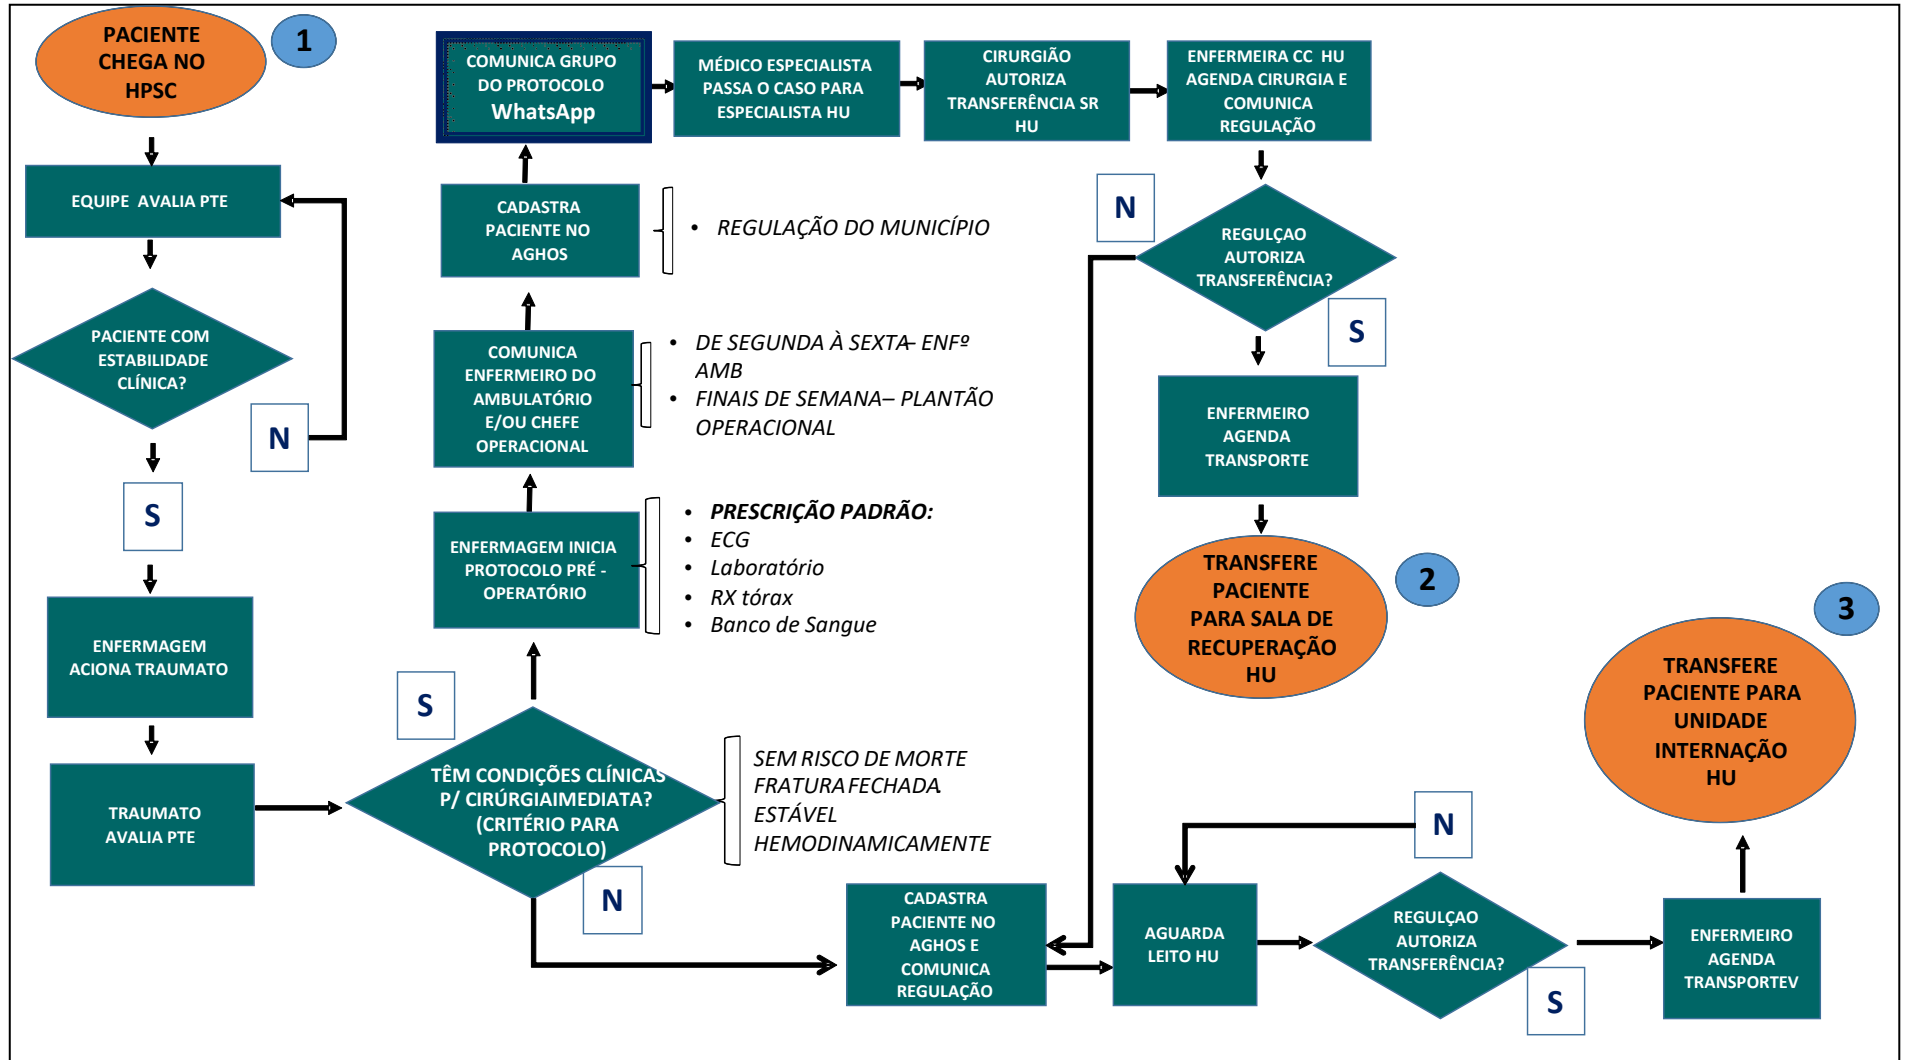 PACIENTE
CHEGA NO
HPSC
1
EQUIPE AVALIA PTE
PACIENTE COM
ESTABILIDADE
CLÍNICA?
N
S
ENFERMAGEM
ACIONA TRAUMATO
TRAUMATO
AVALIA PTE
TÊM CONDIÇÕES CLÍNICAS
P/ CIRÚRGIAIMEDIATA?
(CRITÉRIO PARA
PROTOCOLO)
SEM RISCO DE MORTE
FRATURA FECHADA
ESTÁVEL
HEMODINAMICAMENTE
S
N
ENFERMAGEM INICIA
PROTOCOLO PRÉ -
OPERATÓRIO
• PRESCRIÇÃO PADRÃO:
• ECG
• Laboratório
• RX tórax
• Banco de Sangue
COMUNICA
ENFERMEIRO DO
AMBULATÓRIO
E/OU CHEFE
OPERACIONAL
• DE SEGUNDA À SEXTA– ENFº
AMB
• FINAIS DE SEMANA– PLANTÃO
OPERACIONAL
CADASTRA
PACIENTE NO
AGHOS
• REGULAÇÃO DO MUNICÍPIO
COMUNICA GRUPO
DO PROTOCOLO
WhatsApp
MÉDICO ESPECIALISTA
PASSA O CASO PARA
ESPECIALISTA HU
CIRURGIÃO
AUTORIZA
TRANSFERÊNCIA SR
HU
ENFERMEIRA CC HU
AGENDA CIRURGIA E
COMUNICA
REGULAÇÃO
N
REGULÇAO
AUTORIZA
TRANSFERÊNCIA?
S
ENFERMEIRO
AGENDA
TRANSPORTE
TRANSFERE
PACIENTE
PARA SALA DE
RECUPERAÇÃO
HU
2
CADASTRA
PACIENTE NO
AGHOS E
COMUNICA
REGULAÇÃO
AGUARDA
LEITO HU
N
REGULÇAO
AUTORIZA
TRANSFERÊNCIA?
S
ENFERMEIRO
AGENDA
TRANSPORTEV
TRANSFERE
PACIENTE PARA
UNIDADE
INTERNAÇÃO
HU
3